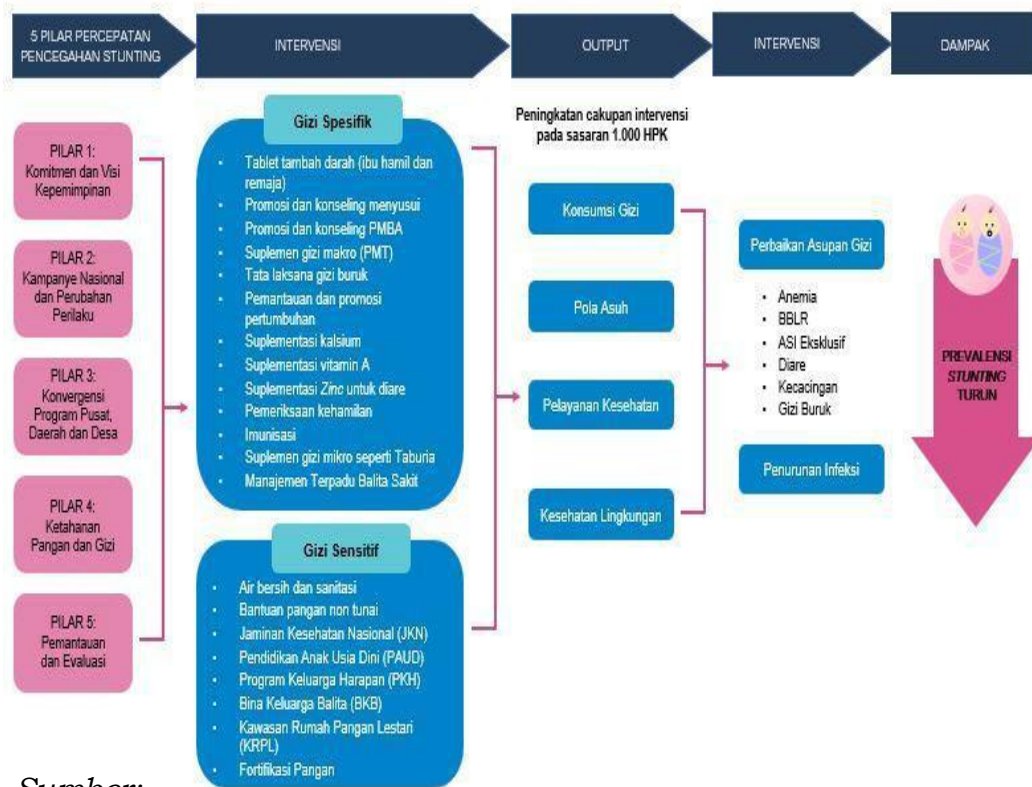 5 PILAR PERCEPATAN
PENCEGAHAN STUNTING
INTERVENSI
OUTPUT
INTERVENSI
DAMPAK
PILAR 1:
Komitmen dan Visi
Kepemimpinan
PILAR 2:
Kampanye Nasional
dan Perubahan
Perilaku
PILAR 3:
Konvergensi
Program Pusat,
Daerah dan Desa
PILAR 4:
Ketahanan
Pangan dan Gizi
PILAR 5:
Pemantauan
dan Evaluasi
Gizi Spesifik
• Tablet tambah darah (ibu hamil dan
remaja)
• Promosi dan konseling menyusui
• Promosi dan konseling PMBA
• Suplemen gizi makro (PMT)
• Tata laksana gizi buruk
• Pemantauan dan promosi
pertumbuhan
• Suplementasi kalsium
• Suplementasi vitamin A
• Suplementasi Zinc untuk diare
• Pemeriksaan kehamilan
• Imunisasi
• Suplemen gizi mikro seperti Taburia
• Manajemen Terpadu Balita Sakit
Gizi Sensitif
• Air bersih dan sanitasi
• Bantuan pangan non tunai
• Jaminan Kesehatan Nasional (JKN)
• Pendidikan Anak Usia Dini (PAUD)
• Program Keluarga Harapan (PKH)
• Bina Keluarga Balita (BKB)
• Kawasan Rumah Pangan Lestari
(KRPL)
• Fortifikasi Pangan
Peningkatan cakupan intervensi
pada sasaran 1.000 HPK
Konsumsi Gizi
Pola Asuh
Pelayanan Kesehatan
Kesehatan Lingkungan
Perbaikan Asupan Gizi
• Anemia
• BBLR
• ASI Eksklusif
• Diare
• Kecacingan
• Gizi Buruk
Penurunan Infeksi
PREVALENSI
STUNTING
TURUN
Sumber: